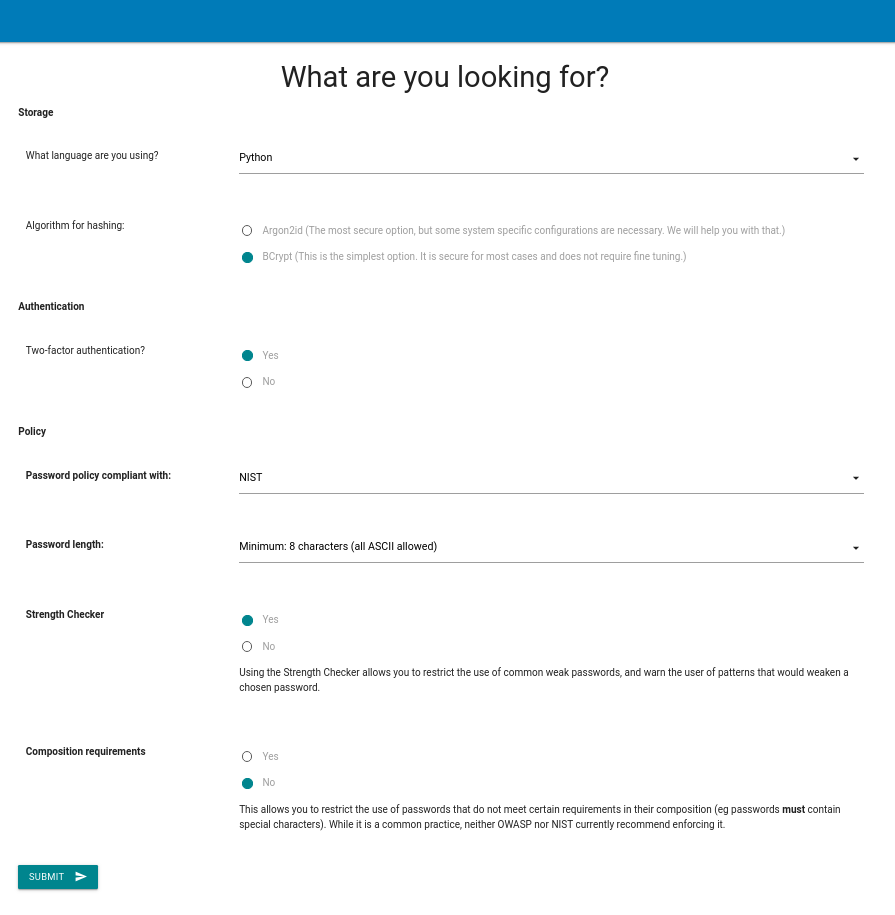 What are you looking for?
Storage
What language are you using?
Python
Algorithm for hashing:
Argon2id (The most secure option, but some system specific configurations are necessary. We will help you with that.)
BCrypt (This is the simplest option. It is secure for most cases and does not require fine tuning.)
Authentication
Two-factor authentication?
Yes
No
Policy
Password policy compliant with:
NIST
Password length:
Minimum: 8 characters (all ASCII allowed)
Strength Checker
Yes
No
Using the Strength Checker allows you to restrict the use of common weak passwords, and warn the user of patterns that would weaken a
chosen password.
Composition requirements
Yes
No
This allows you to restrict the use of passwords that do not meet certain requirements in their composition (eg passwords must contain
special characters). While it is a common practice, neither OWASP nor NIST currently recommend enforcing it.
SUBMIT